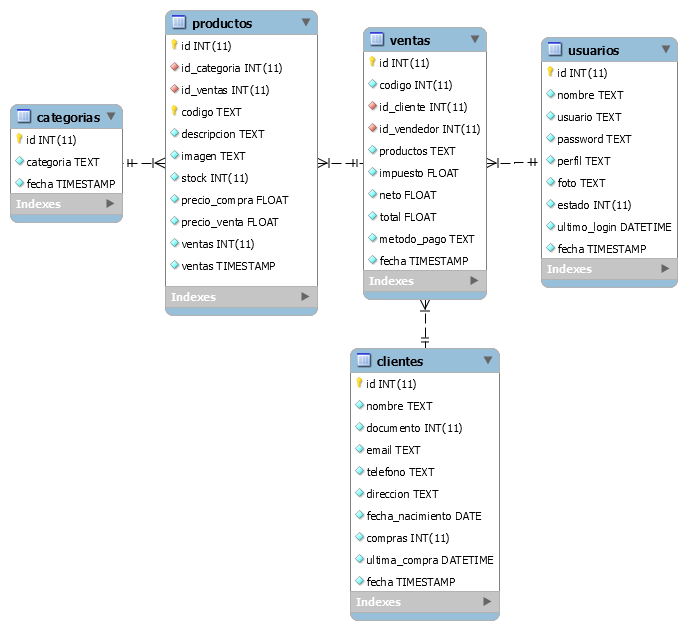 categorias
id INT(11)
categoria TEXT
fecha TIMESTAMP
Indexes
productos
id INT(11)
id_categoria INT(11)
id_ventas INT(11)
codigo TEXT
descripcion TEXT
imagen TEXT
stock INT(11)
precio_compra FLOAT
precio_venta FLOAT
ventas INT(11)
ventas TIMESTAMP
Indexes
ventas
id INT(11)
codigo INT(11)
id_cliente INT(11)
id_vendedor INT(11)
productos TEXT
impuesto FLOAT
neto FLOAT
total FLOAT
metodo_pago TEXT
fecha TIMESTAMP
Indexes
usuarios
id INT(11)
nombre TEXT
usuario TEXT
password TEXT
perfil TEXT
foto TEXT
estado INT(11)
ultimo_login DATETIME
fecha TIMESTAMP
Indexes
clientes
id INT(11)
nombre TEXT
documento INT(11)
email TEXT
telefono TEXT
direccion TEXT
fecha_nacimiento DATE
compras INT(11)
ultima_compra DATETIME
fecha TIMESTAMP
Indexes